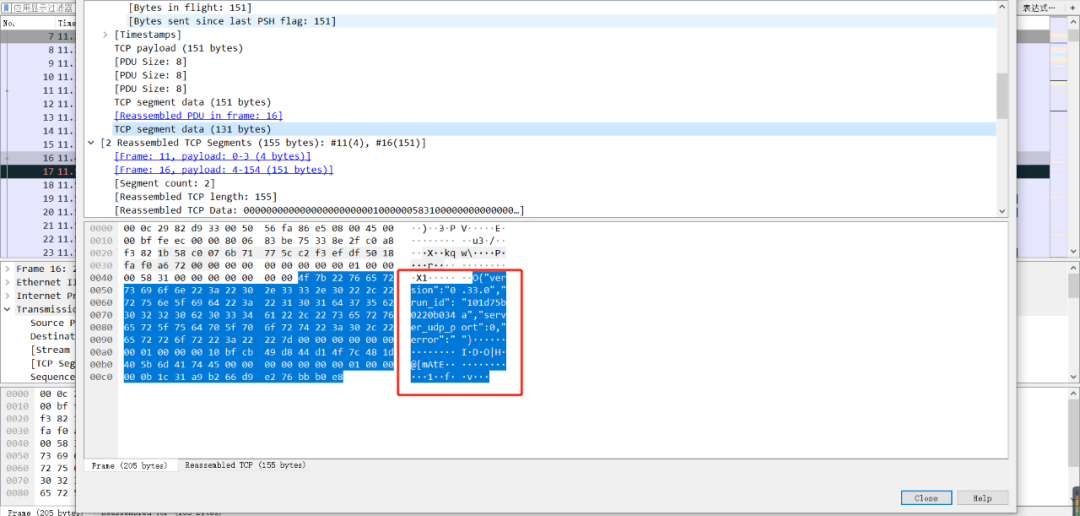 应用显示过滤器
表达式…
+
No.
Time
7 11.
8 11.
9 11.
10 11.
11 11.
12 11.
13 11.
14 11.
15 11.
16 11.
17 11.
18 11.
19 11.
20 11.
21 11.
22 11.
23 11.
[Bytes in flight: 151]
[Bytes sent since last PSH flag: 151]
[Timestamps]
TCP payload (151 bytes)
[PDU Size: 8]
[PDU Size: 8]
[PDU Size: 8]
TCP segment data (151 bytes)
[Reassembled PDU in frame: 16]
TCP segment data (131 bytes)
[2 Reassembled TCP Segments (155 bytes): #11(4), #16(151)]
[Frame: 11, payload: 0-3 (4 bytes)]
[Frame: 16, payload: 4-154 (151 bytes)]
[Segment count: 2]
[Reassembled TCP length: 155]
0000 00 0c 29 82 d9 33 00 50 56 fa 86 e5 08 00 45 00 ··)··3·P V·····E·
0010 00 bf fe ec 00 00 80 06 83 be 75 33 8e 2f c0 a8 ········ ··u3·/··
0020 f3 82 1b 58 c0 07 6b 71 77 5c c2 f3 ef df 50 18 ···X··kq w\····P·
0030 fa f0 a6 72 00 00 00 00 00 00 00 00 01 00 00 ···r····
0040 00 58 31 00 00 00 00 00 00 00 4f 7b 22 76 65 72 ·X1····· ··O{"ver
0050 73 69 6f 6e 22 3a 22 30 2e 33 33 2e 30 22 2c 22 sion":"0 .33.0","
0060 72 75 6e 5f 69 64 22 3a 22 31 30 31 64 37 35 62 run_id": "101d75b
0070 30 32 32 30 62 30 33 34 61 22 2c 22 73 65 72 76 0220b034 a","serv
0080 65 72 5f 75 64 70 5f 70 6f 72 74 22 3a 30 2c 22 er_udp_p ort":0,"
0090 65 72 72 6f 72 22 3a 22 22 7d 00 00 00 00 00 00 error":" "}······
00a0 00 01 00 00 00 10 bf cb 49 d8 44 d1 4f 7c 48 1d ········ I·D·O|H·
00b0 40 5b 6d 41 74 45 00 00 00 00 00 00 00 01 00 00 @[mAtE·· ········
00c0 00 0b 1c 31 a9 b2 66 d9 e2 76 bb b0 e8 ···1··f· ·v···
Frame (205 bytes)
Reassembled TCP (155 bytes)
Close
Help
Frame 16: 2
Ethernet II
Internet Pr
Transmissio
Source P
Destinat
[Stream
[TCP Seg
Sequence
0000 00 0c 2
0010 00 bf f
0020 f3 82 1
0030 fa f0 a
0040 00 58 3
0050 73 69 6
0060 72 75 6
0070 30 32 3
0080 65 72 5
Frame (205 bytes)